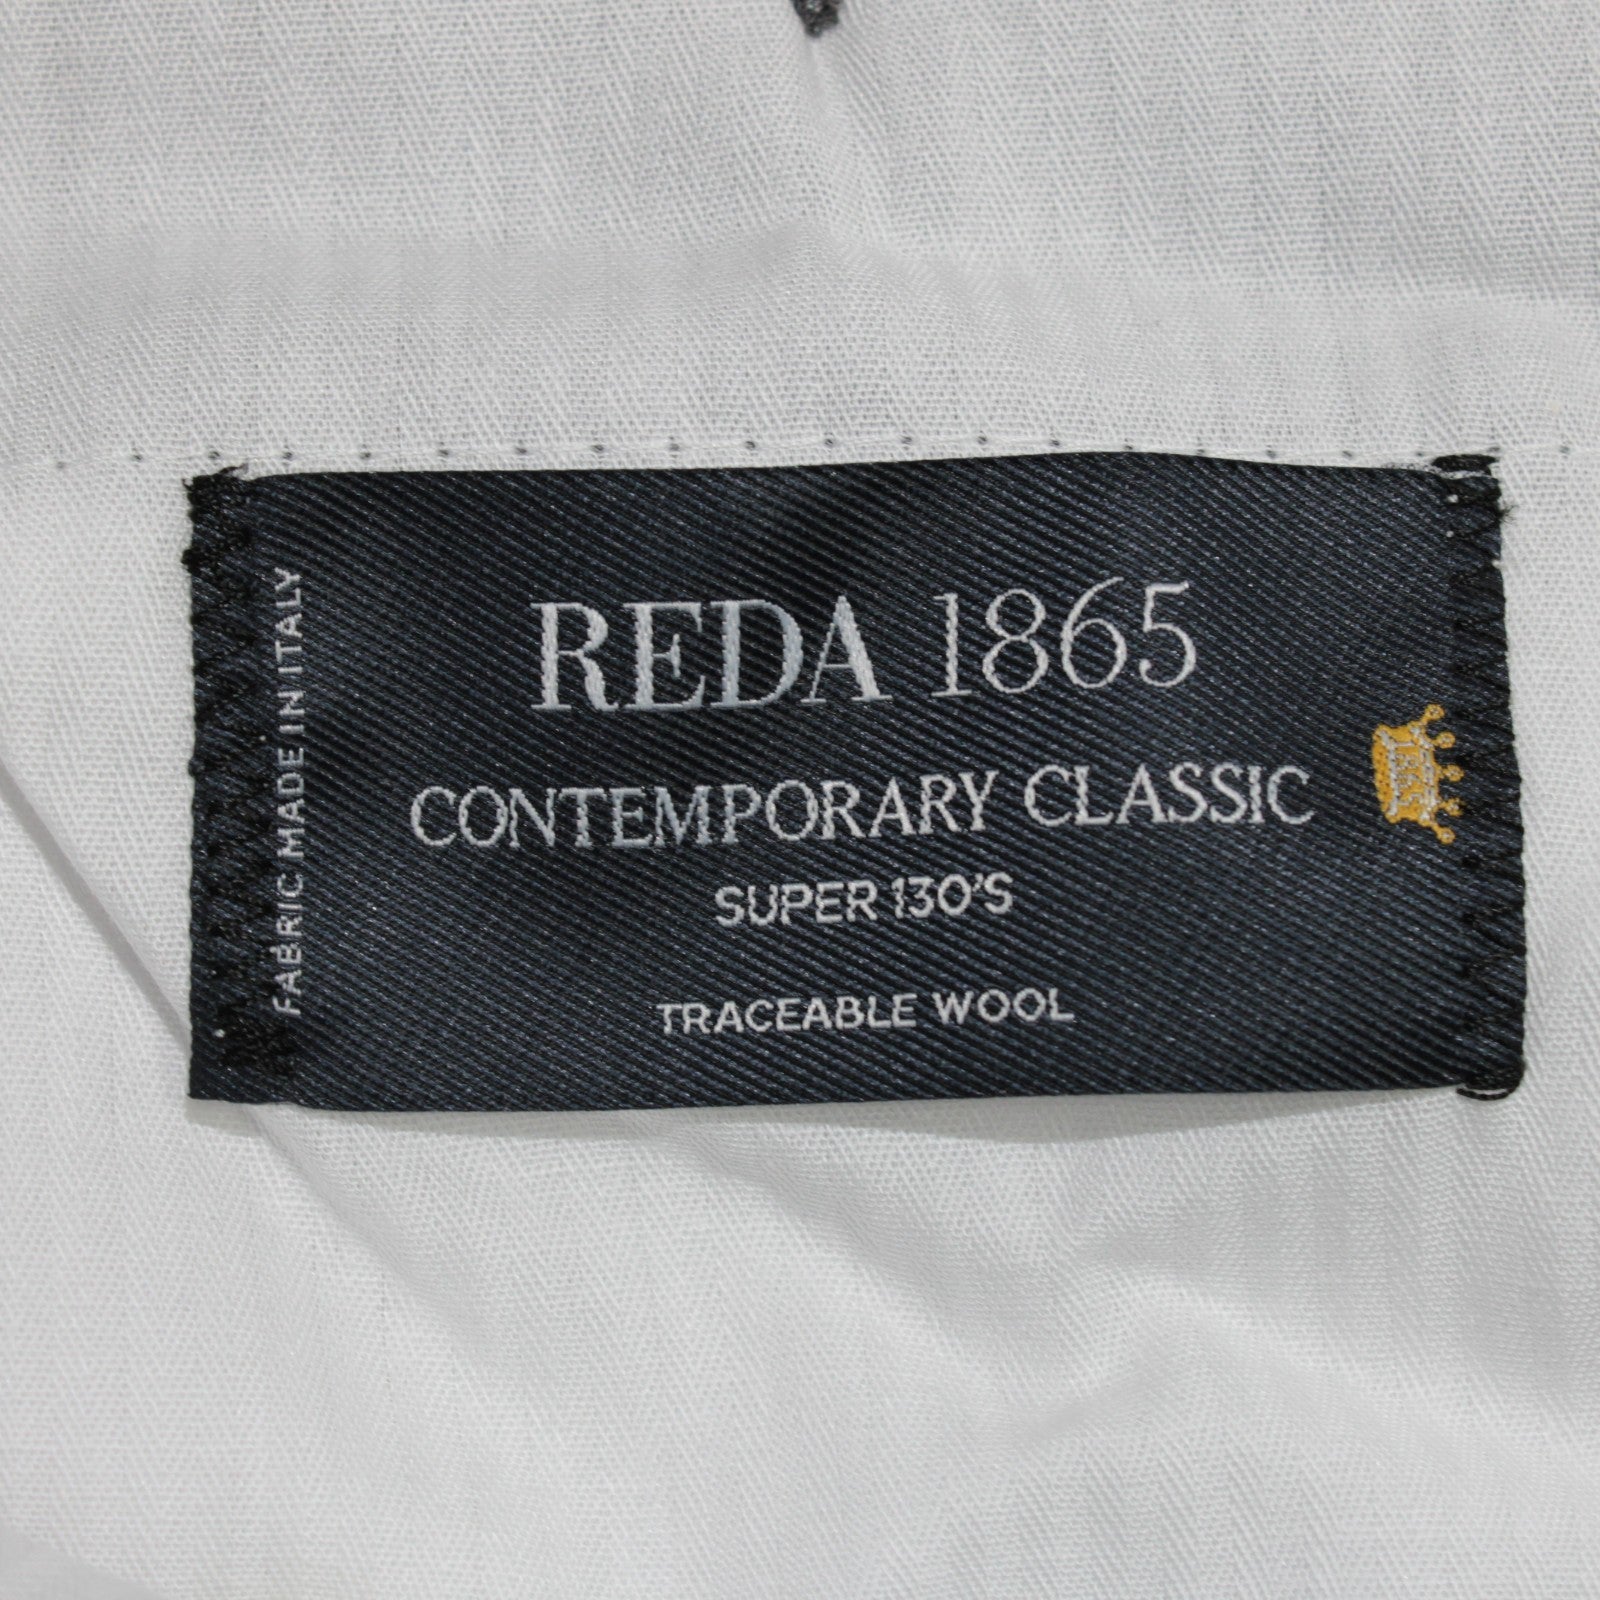 REDA 1865
CONTEMPORARY CLASSIC
SUPER 130'S
TRACEABLE WOOL
FABRIC MADE IN ITALY